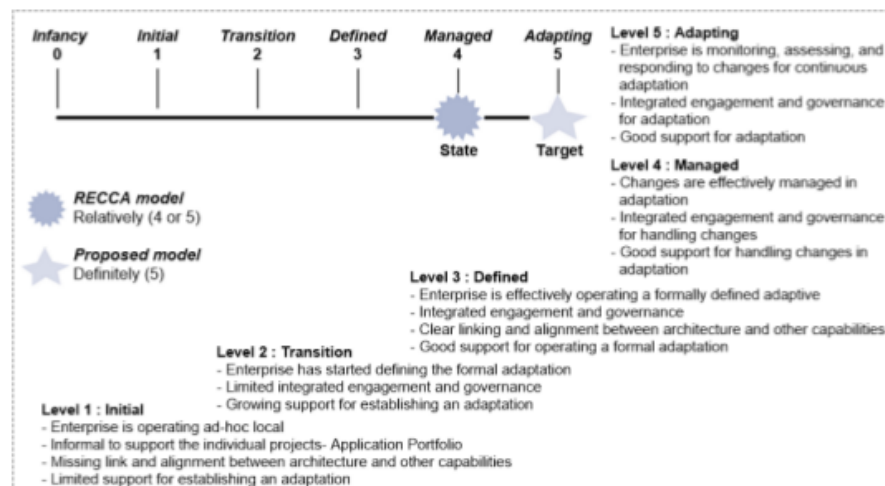 Infancy Initial Transition Defined Managed Adapting
0 1 2 3 4 5
State Target
RECCA model
Relatively (4 or 5)
Proposed model
Definitely (5)
Level 5 : Adapting
- Enterprise is monitoring, assessing, and
responding to changes for continuous
adaptation
- Integrated engagement and governance
for adaptation
- Good support for adaptation
Level 4 : Managed
- Changes are effectively managed in
adaptation
- Integrated engagement and governance
for handling changes
- Good support for handling changes in
adaptation
Level 3 : Defined
- Enterprise is effectively operating a formally defined adaptive
- Integrated engagement and governance
- Clear linking and alignment between architecture and other capabilities
- Good support for operating a formal adaptation
Level 2 : Transition
- Enterprise has started defining the formal adaptation
- Limited integrated engagement and governance
- Growing support for establishing an adaptation
Level 1 : Initial
- Enterprise is operating ad-hoc local
- Informal to support the individual projects- Application Portfolio
- Missing link and alignment between architecture and other capabilities
- Limited support for establishing an adaptation